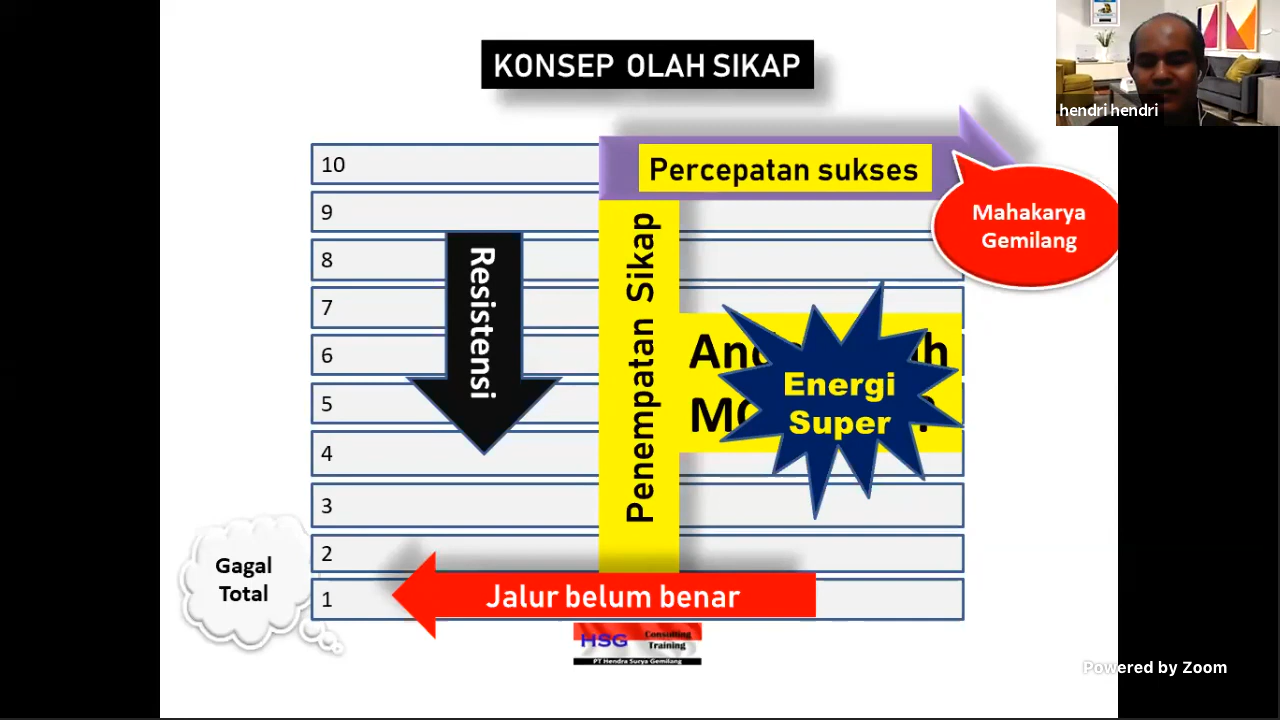 KONSEP OLAH SIKAP
hendri hendri
10
Percepatan sukses
9
Mahakarya
Gemilang
8
7
6
5
4
3
2
1
Resistensi
Penempatan Sikap
Energi
Super
Gagal
Total
Jalur belum benar
HSG Consulting
Training
PT Hendra Surya Gemilang
Powered by Zoom